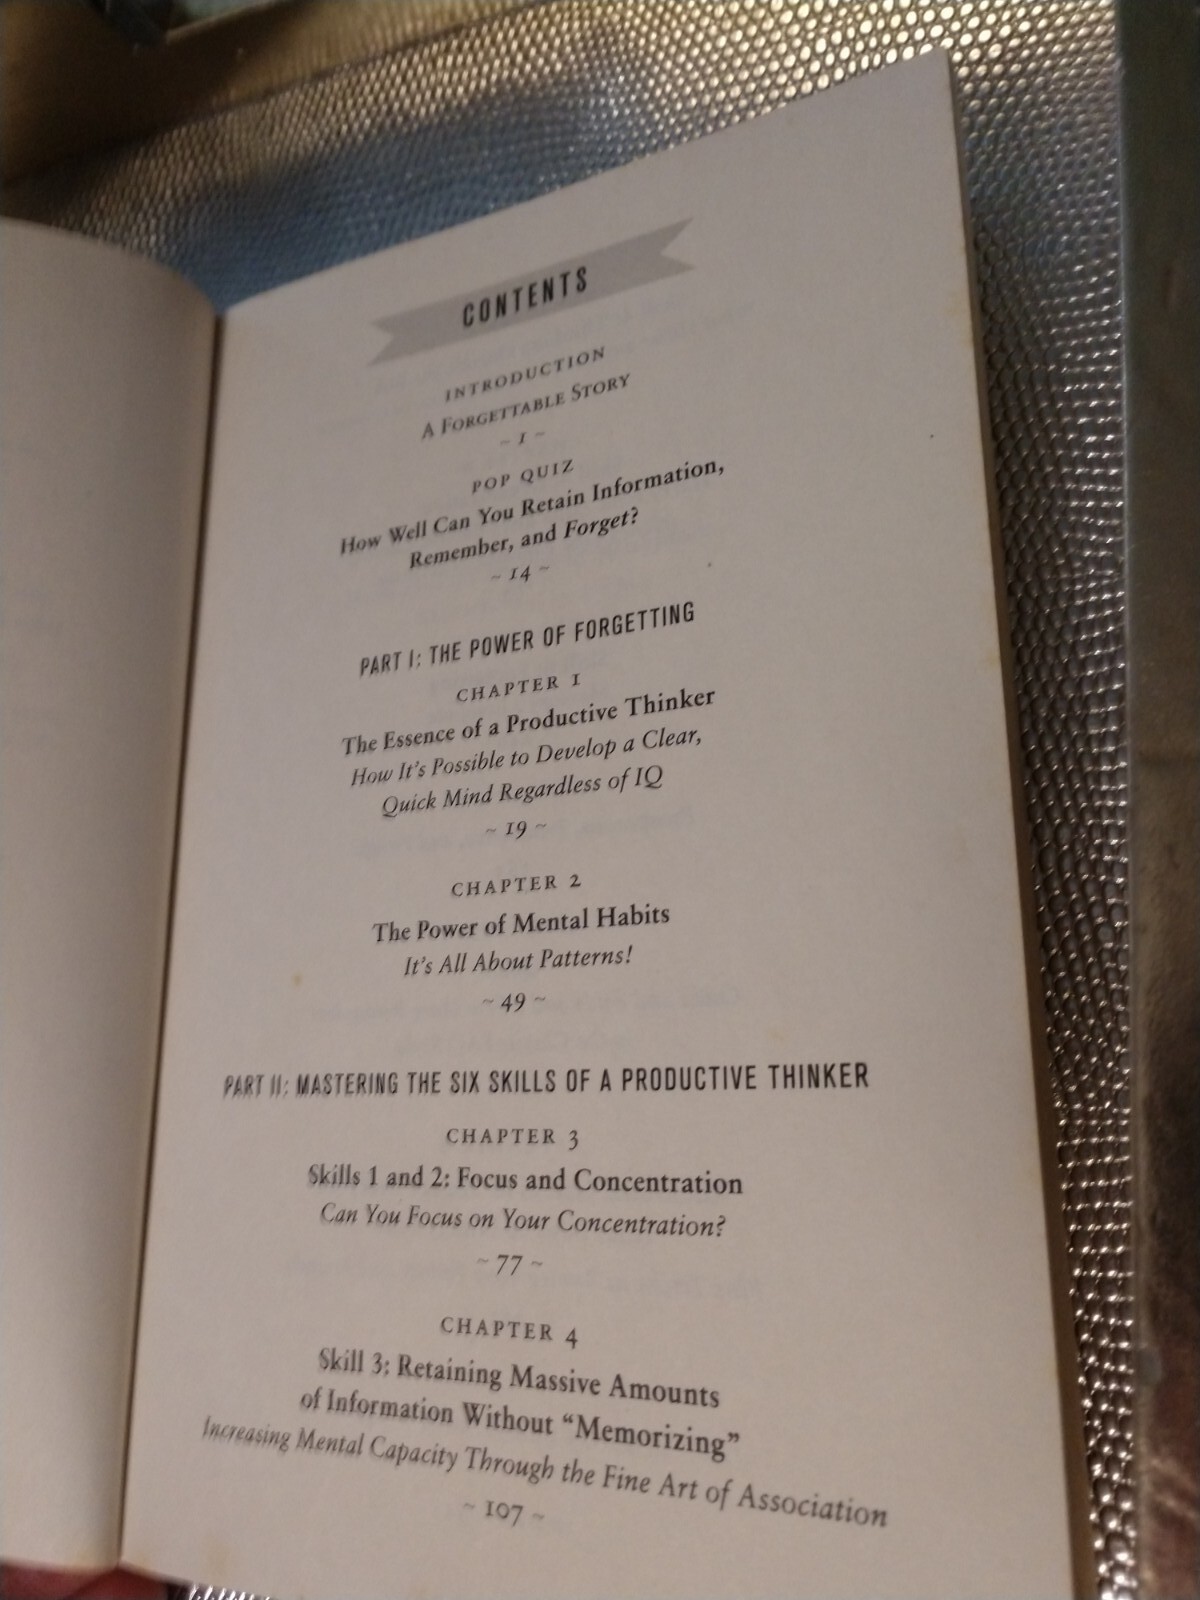 CONTENTS
INTRODUCTION
A FORGETTABLE STORY
~ 1 ~
POP QUIZ
How Well Can You Retain Information,
Remember, and Forget?
~ 14 ~
PART I: THE POWER OF FORGETTING
CHAPTER 1
The Essence of a Productive Thinker
How It's Possible to Develop a Clear,
Quick Mind Regardless of IQ
~ 19 ~
CHAPTER 2
The Power of Mental Habits
It's All About Patterns!
~ 49 ~
PART II: MASTERING THE SIX SKILLS OF A PRODUCTIVE THINKER
CHAPTER 3
Skills 1 and 2: Focus and Concentration
Can You Focus on Your Concentration?
~ 77 ~
CHAPTER 4
Skill 3: Retaining Massive Amounts
of Information Without “Memorizing”
Increasing Mental Capacity Through the Fine Art of Association
~ 107 ~